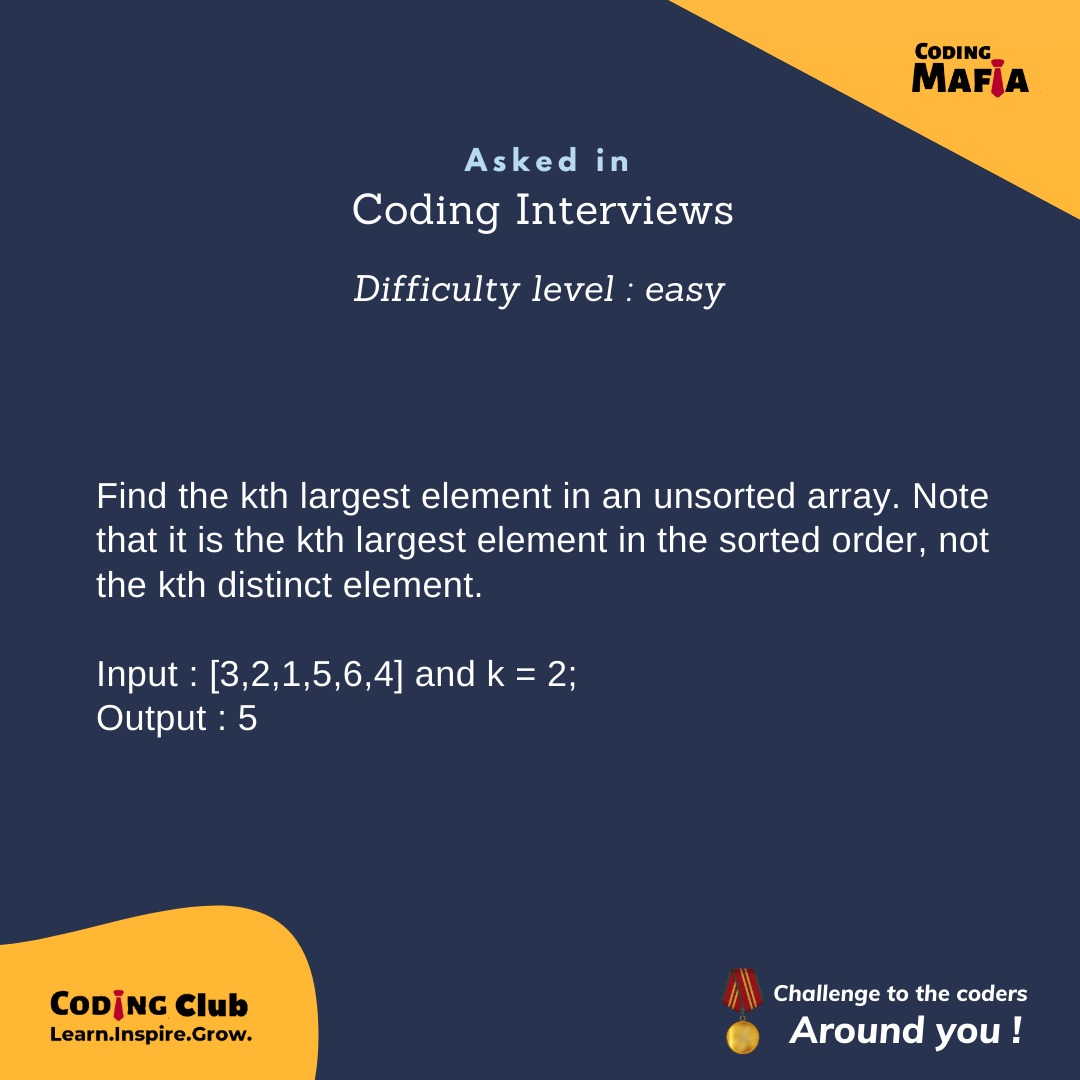 CODING
MAFIA
Asked in
Coding Interviews
Difficulty level : easy
Find the kth largest element in an unsorted array. Note
that it is the kth largest element in the sorted order, not
the kth distinct element.
Input : [3,2,1,5,6,4] and k = 2;
Output : 5
CODING Club
Learn.Inspire.Grow.
Challenge to the coders
Around you !